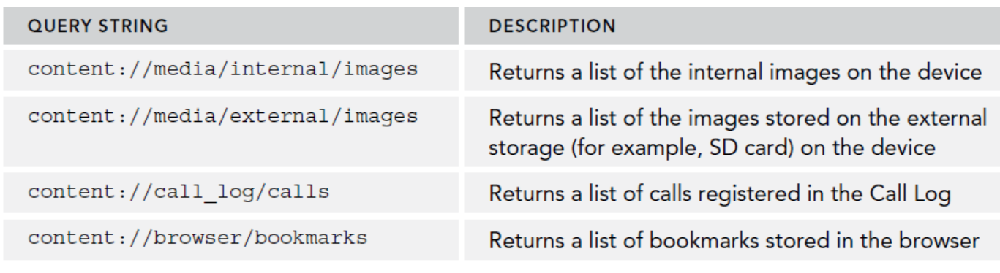 QUERY STRING DESCRIPTION
content://media/internal/images Returns a list of the internal images on the device
content://media/external/images Returns a list of the images stored on the external
storage (for example, SD card) on the device
content://call_log/calls Returns a list of calls registered in the Call Log
content://browser/bookmarks Returns a list of bookmarks stored in the browser